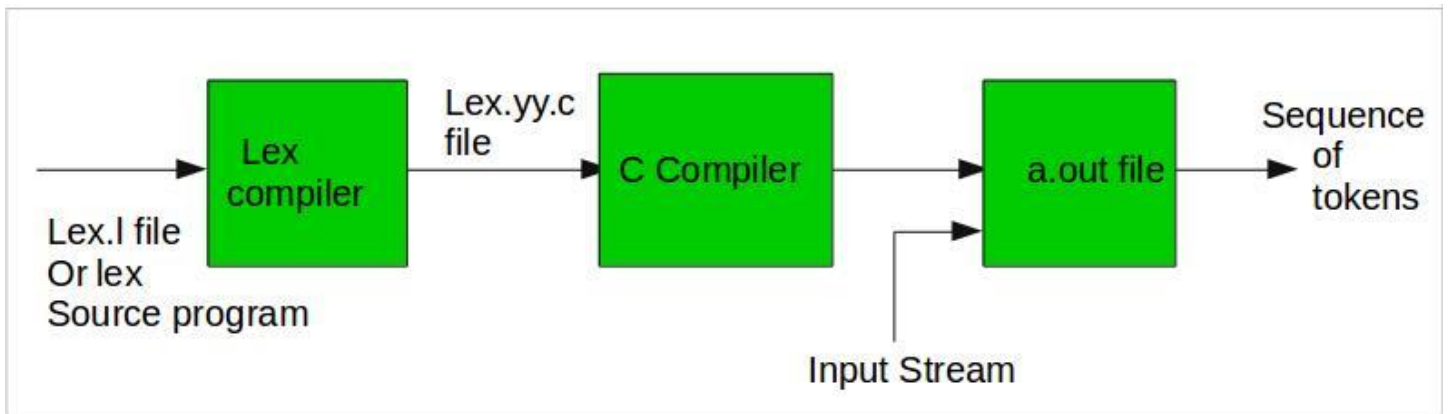 Lex.l file
Or lex
Source program
Lex
compiler
Lex.yy.c
file
C Compiler
a.out file
Input Stream
Sequence
of
tokens